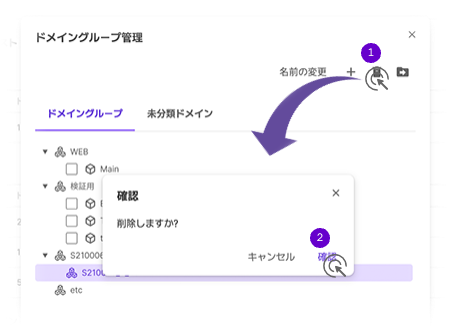 ドメイングループ管理
1
名前の変更
ドメイングループ 未分類ドメイン
WEB
Main
検証用
確認
削除しますか?
2
キャンセル 確認
etc